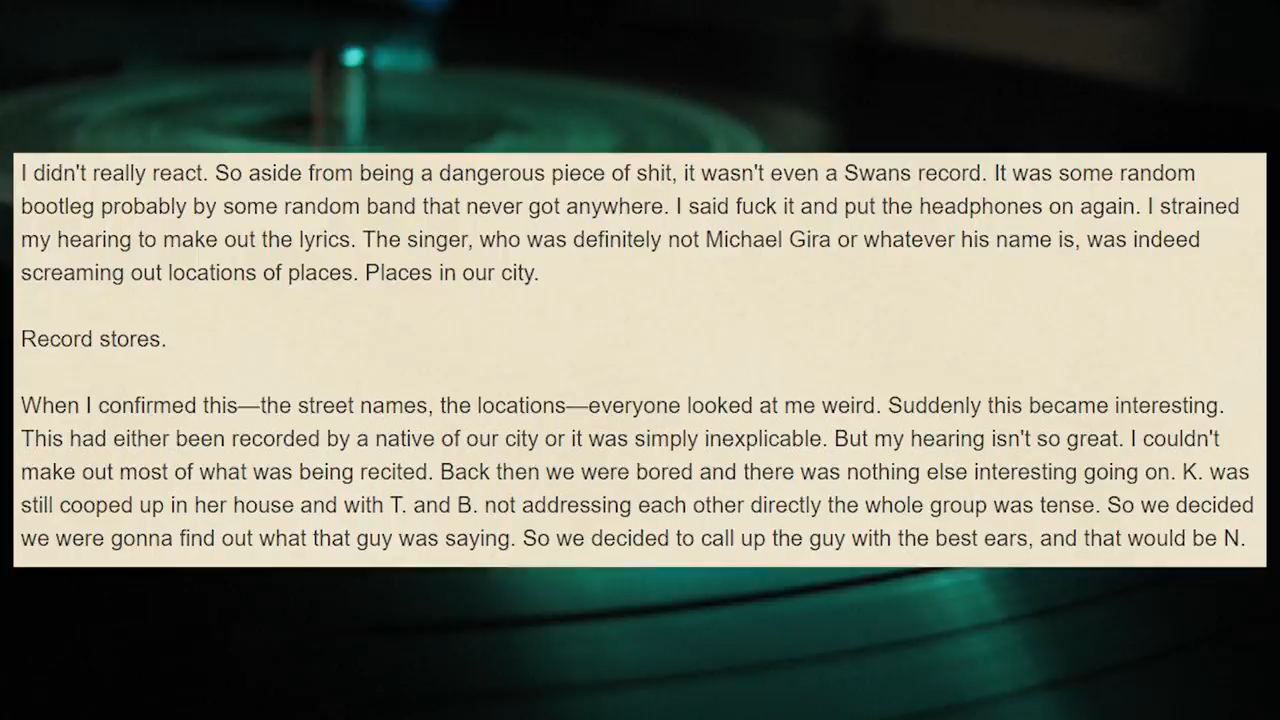 I didn't really react. So aside from being a dangerous piece of shit, it wasn't even a Swans record. It was some random
bootleg probably by some random band that never got anywhere. I said fuck it and put the headphones on again. I strained
my hearing to make out the lyrics. The singer, who was definitely not Michael Gira or whatever his name is, was indeed
screaming out locations of places. Places in our city.
Record stores.
When I confirmed this—the street names, the locations—everyone looked at me weird. Suddenly this became interesting.
This had either been recorded by a native of our city or it was simply inexplicable. But my hearing isn't so great. I couldn't
make out most of what was being recited. Back then we were bored and there was nothing else interesting going on. K. was
still cooped up in her house and with T. and B. not addressing each other directly the whole group was tense. So we decided
we were gonna find out what that guy was saying. So we decided to call up the guy with the best ears, and that would be N.